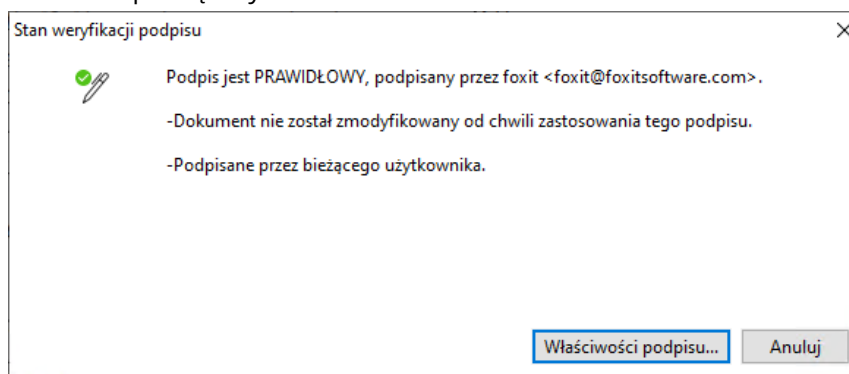 Stan weryfikacji podpisu
Podpis jest PRAWIDŁOWY, podpisany przez foxit <foxit@foxitsoftware.com>.
-Dokument nie został zmodyfikowany od chwili zastosowania tego podpisu.
-Podpisane przez bieżącego użytkownika.
Właściwości podpisu... Anuluj